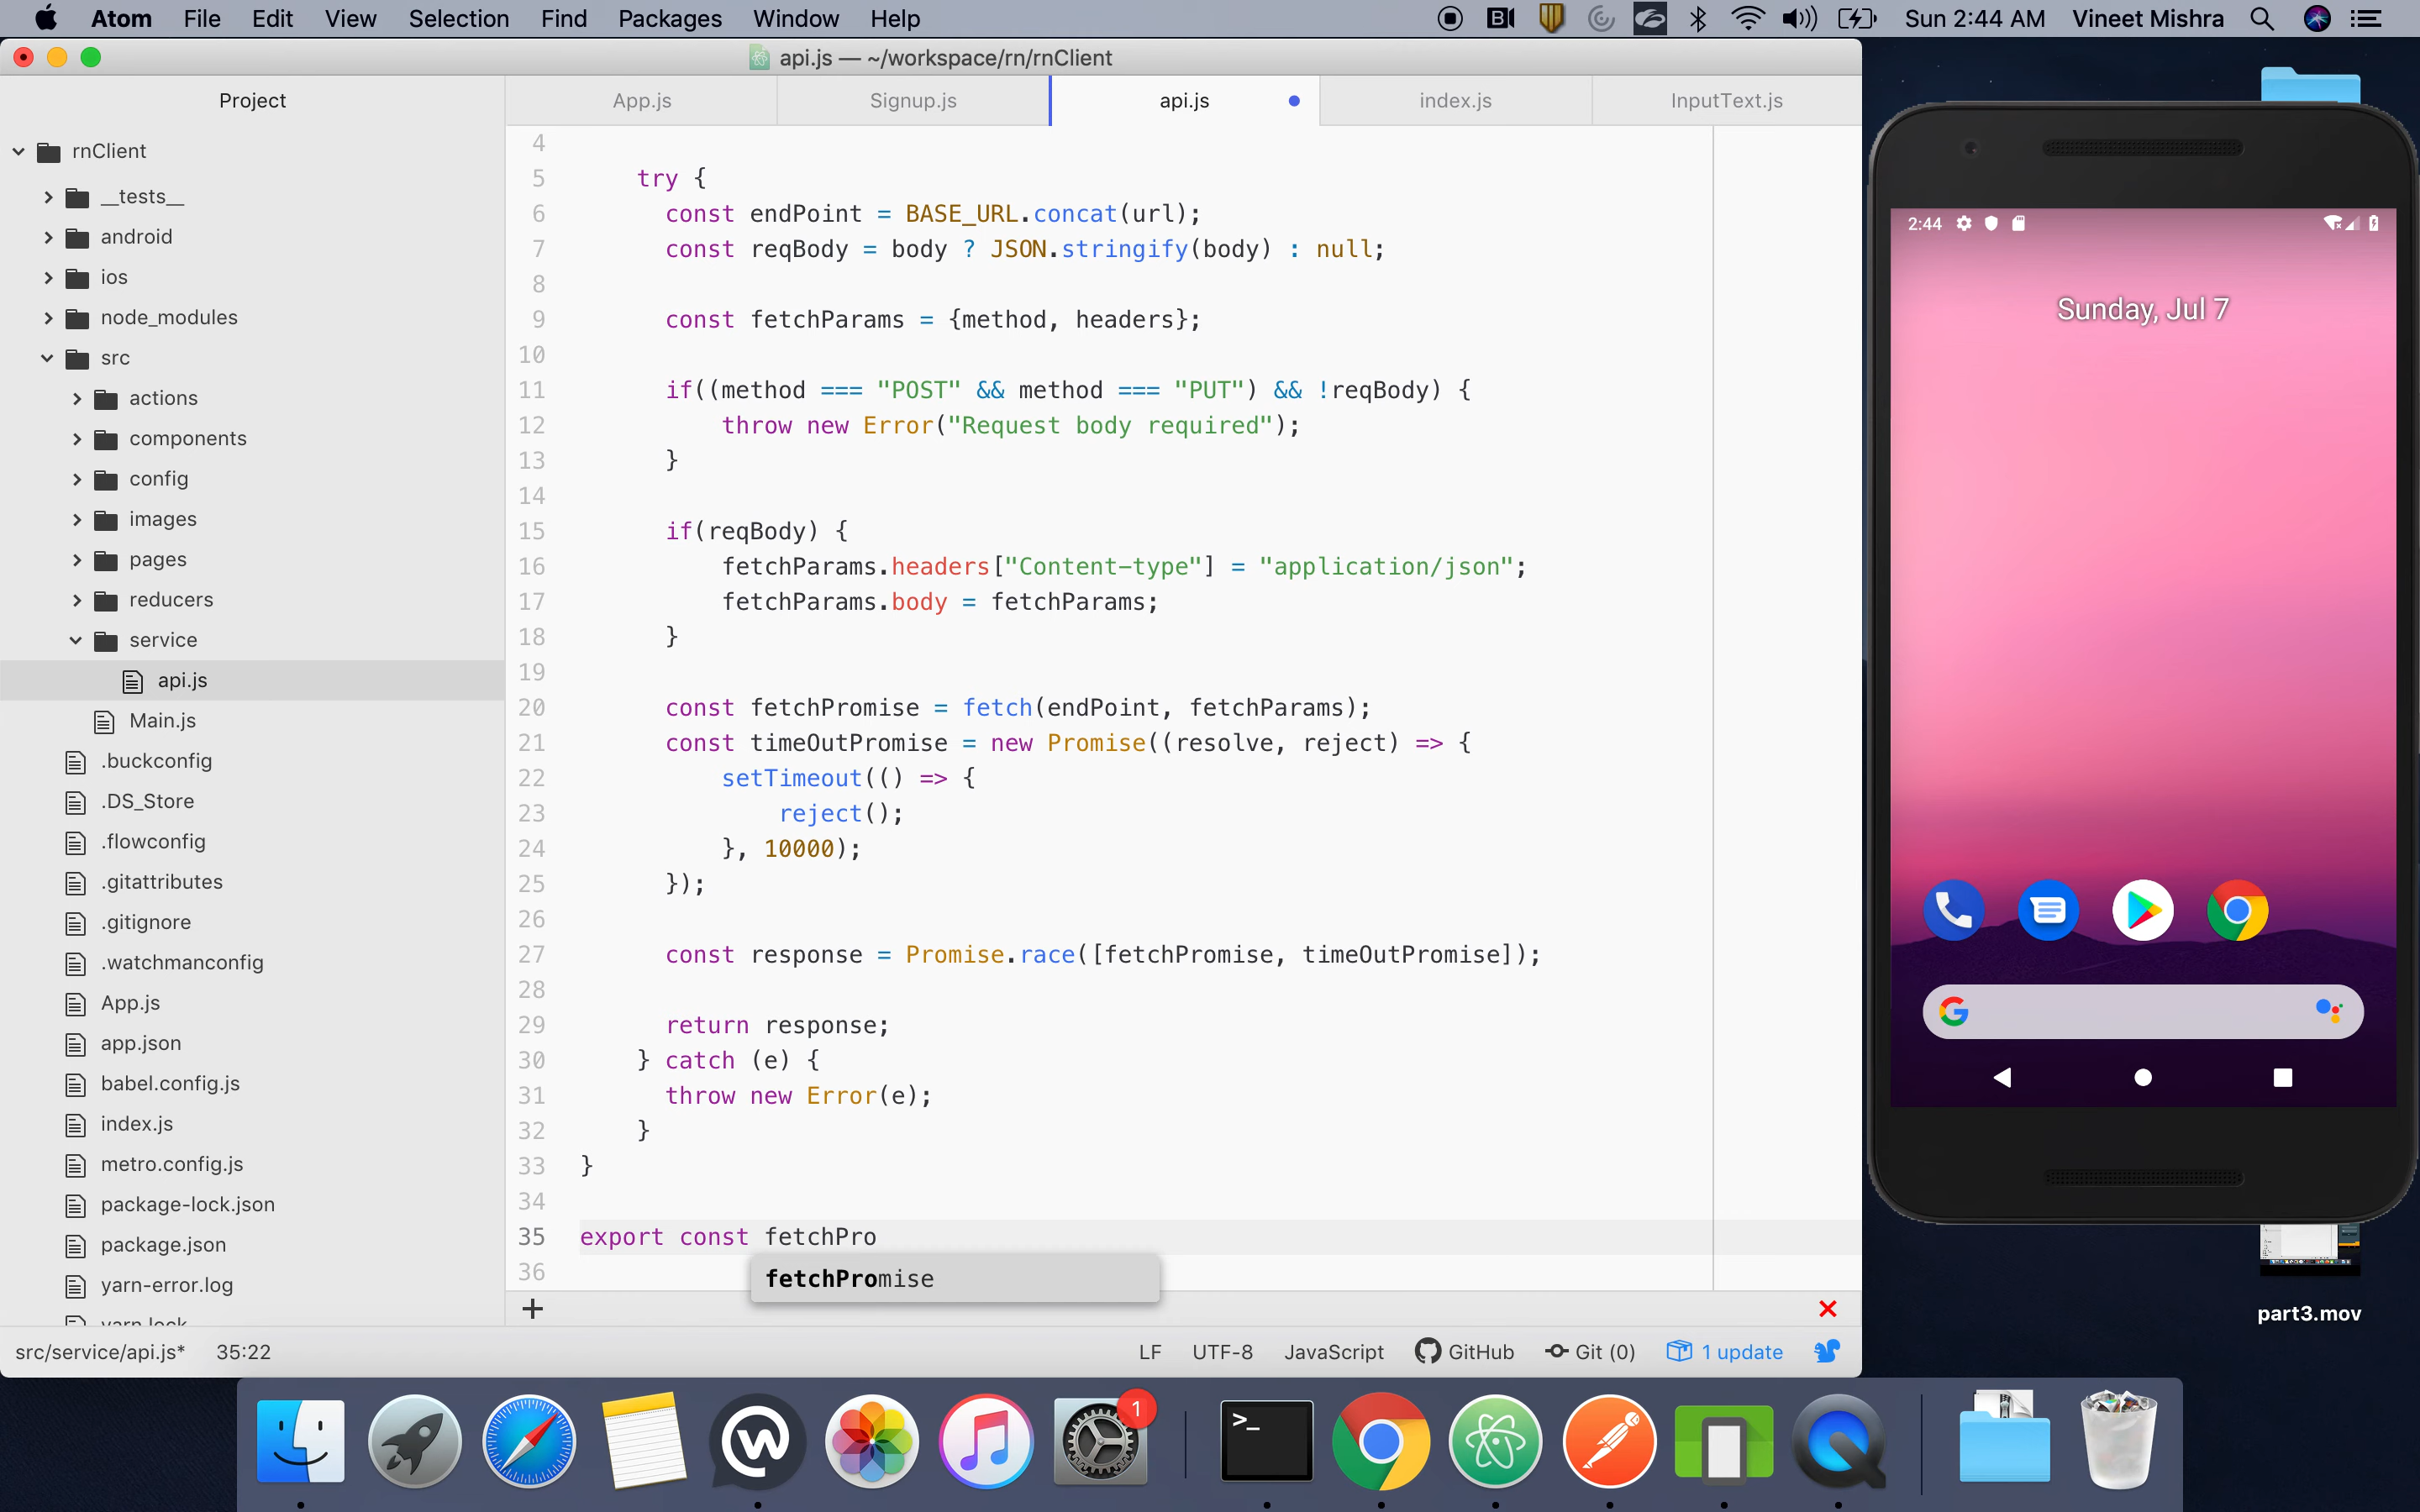 Atom File Edit View Selection Find Packages Window Help Sun 2:44 AM Vineet Mishra
api.js — ~/workspace/rn/rnClient
Project
App.js Signup.js api.js index.js InputText.js
rnClient
__tests__
android
ios
node_modules
src
actions
components
config
images
pages
reducers
service
api.js
Main.js
.buckconfig
.DS_Store
.flowconfig
.gitattributes
.gitignore
.watchmanconfig
App.js
app.json
babel.config.js
index.js
metro.config.js
package-lock.json
package.json
yarn-error.log
yarn.lock
4
5 try {
6 const endPoint = BASE_URL.concat(url);
7 const reqBody = body ? JSON.stringify(body) : null;
8
9 const fetchParams = {method, headers};
10
11 if((method === "POST" && method === "PUT") && !reqBody) {
12 throw new Error("Request body required");
13 }
14
15 if(reqBody) {
16 fetchParams.headers["Content-type"] = "application/json";
17 fetchParams.body = fetchParams;
18 }
19
20 const fetchPromise = fetch(endPoint, fetchParams);
21 const timeOutPromise = new Promise((resolve, reject) => {
22 setTimeout(() => {
23 reject();
24 }, 10000);
25 });
26
27 const response = Promise.race([fetchPromise, timeOutPromise]);
28
29 return response;
30 } catch (e) {
31 throw new Error(e);
32 }
33 }
34
35 export const fetchPro
36
fetchPromise
src/service/api.js* 35:22 LF UTF-8 JavaScript GitHub Git (0) 1 update
2:44
Sunday, Jul 7
part3.mov
1